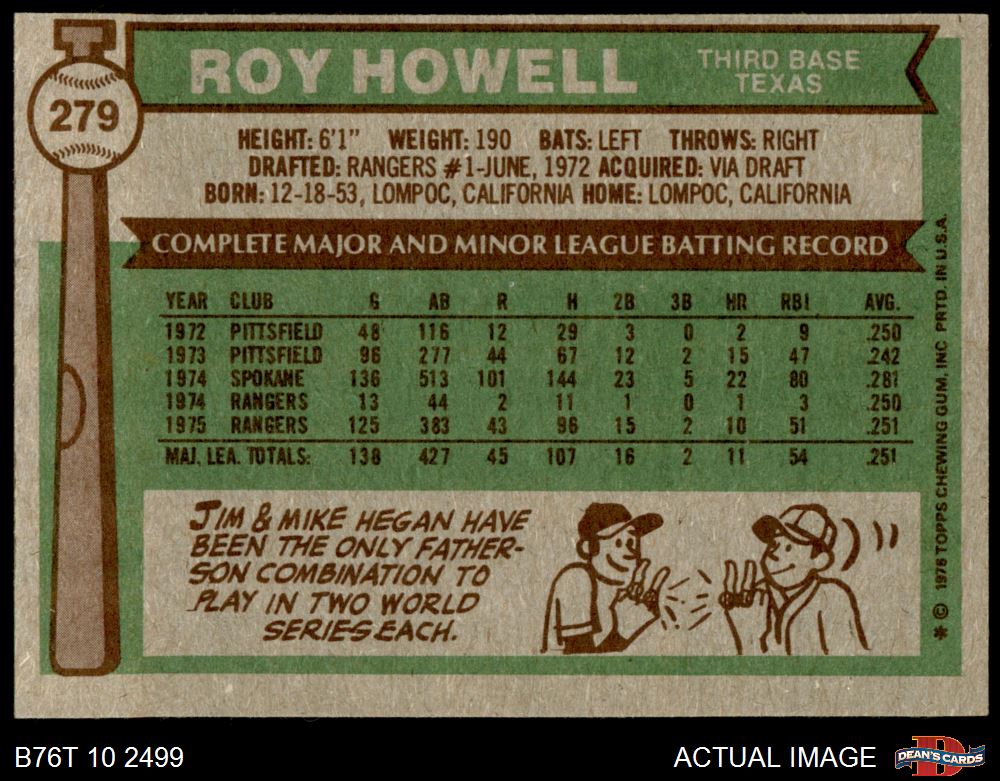 279
ROY HOWELL
THIRD BASE
TEXAS
HEIGHT: 6'1" WEIGHT: 190 BATS: LEFT THROWS: RIGHT
DRAFTED: RANGERS #1-JUNE, 1972 ACQUIRED: VIA DRAFT
BORN: 12-18-53, LOMPOC, CALIFORNIA HOME: LOMPOC, CALIFORNIA
COMPLETE MAJOR AND MINOR LEAGUE BATTING RECORD
YEAR CLUB G AB R H 2B 3B HR RBI AVG.
1972 PITTSFIELD 48 116 12 29 3 0 2 9 .250
1973 PITTSFIELD 96 277 44 67 12 2 15 47 .242
1974 SPOKANE 136 513 101 144 23 5 22 80 .281
1974 RANGERS 13 44 2 11 1 0 1 3 .250
1975 RANGERS 125 383 43 96 15 2 10 51 .251
MAJ. LEA. TOTALS: 138 427 45 107 16 2 11 54 .251
JIM & MIKE HEGAN HAVE
BEEN THE ONLY FATHER-
SON COMBINATION TO
PLAY IN TWO WORLD
SERIES EACH.
* © 1976 TOPPS CHEWING GUM, INC PRTD. IN U.S.A.
B76T 10 2499
ACTUAL IMAGE
D
DEAN'S CARDS